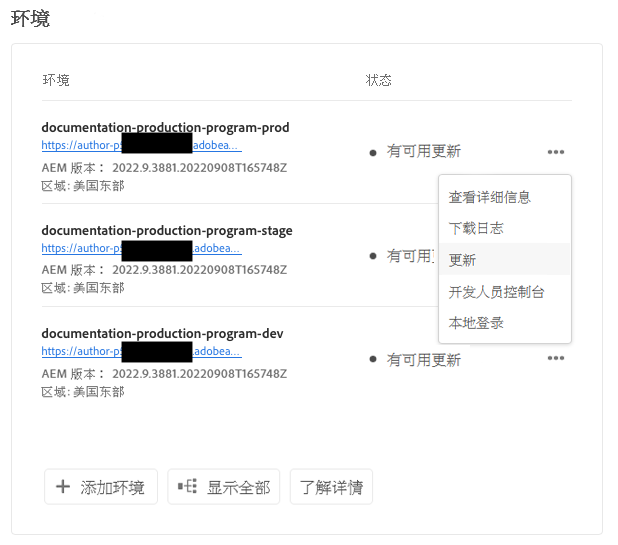 环境
环境 状态
documentation-production-program-prod
https://author-p adobea...
AEM 版本： 2022.9.3881.20220908T165748Z
区域: 美国东部
有可用更新
查看详细信息
下载日志
更新
开发人员控制台
本地登录
documentation-production-program-stage
https://author-p .adobea...
AEM 版本： 2022.9.3881.20220908T165748Z
区域: 美国东部
有可用更
documentation-production-program-dev
https://author-p .adobea...
AEM 版本： 2022.9.3881.20220908T165748Z
区域: 美国东部
有可用更新
添加环境 显示全部 了解详情